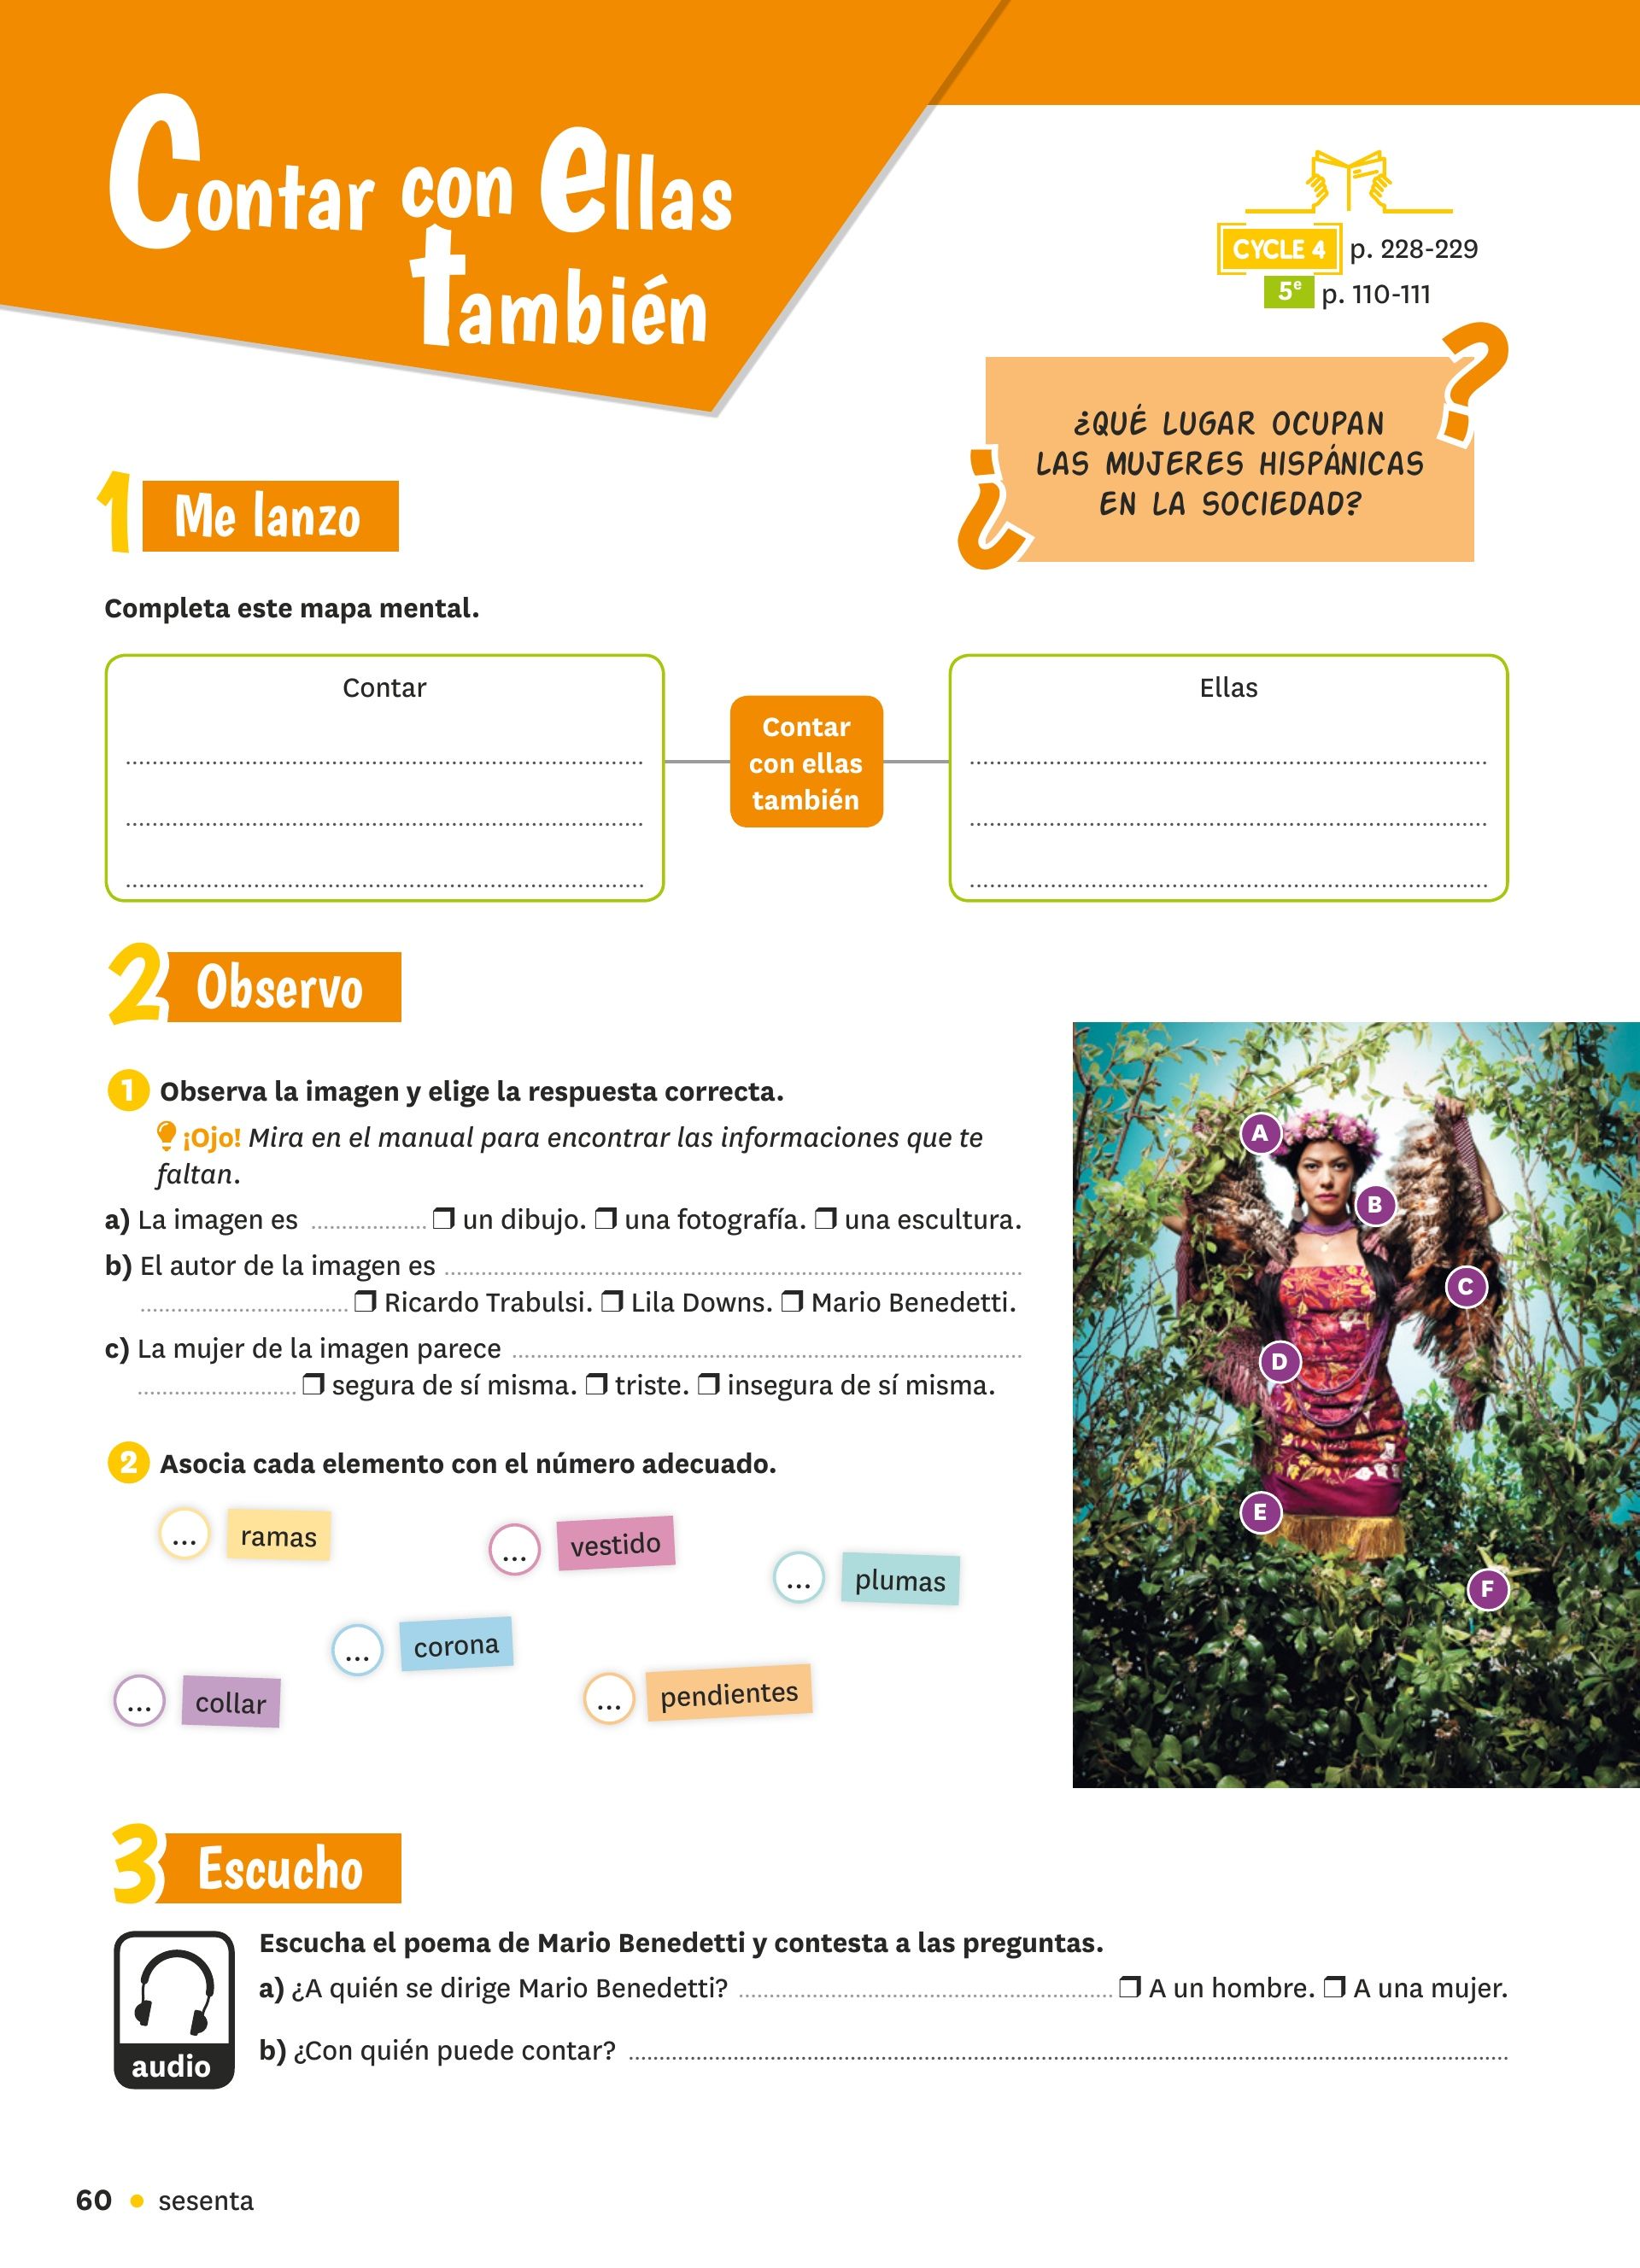 Contar con ellas
también
CYCLE 4 p. 228-229
5e p. 110-111
¿QUÉ LUGAR OCUPAN
LAS MUJERES HISPÁNICAS
EN LA SOCIEDAD?
1 Me lanzo
Completa este mapa mental.
Contar
Contar
con ellas
también
Ellas
2 Observo
1 Observa la imagen y elige la respuesta correcta.
¡Ojo! Mira en el manual para encontrar las informaciones que te
faltan.
a) La imagen es .................. ❒ un dibujo. ❒ una fotografía. ❒ una escultura.
b) El autor de la imagen es ..................
.................. ❒ Ricardo Trabulsi. ❒ Lila Downs. ❒ Mario Benedetti.
c) La mujer de la imagen parece ..................
.................. ❒ segura de sí misma. ❒ triste. ❒ insegura de sí misma.
2 Asocia cada elemento con el número adecuado.
... ramas
... vestido
... plumas
... corona
... collar
... pendientes
A
B
C
D
E
F
3 Escucho
audio
Escucha el poema de Mario Benedetti y contesta a las preguntas.
a) ¿A quién se dirige Mario Benedetti? .................. ❒ A un hombre. ❒ A una mujer.
b) ¿Con quién puede contar? ..................
60 • sesenta